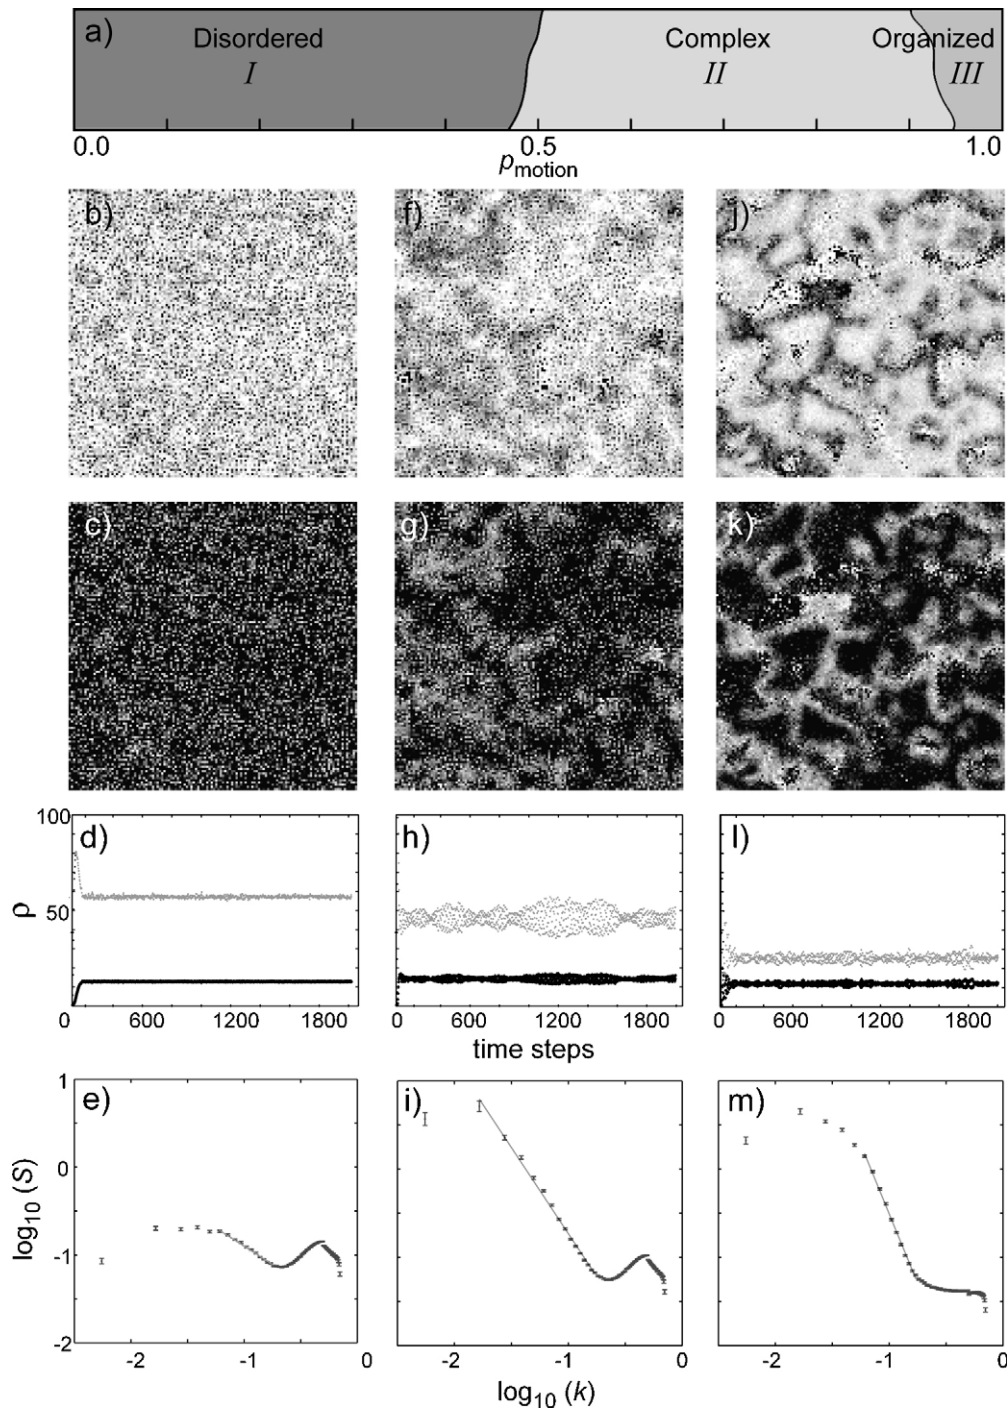 a)
Disordered
I
Complex
II
Organized
III
0.0
0.5
1.0
p motion
b)
f)
j)
c)
g)
k)
100
50
ρ
d)
h)
l)
0
600
1200
1800
0
600
1200
1800
0
600
1200
1800
time steps
1
0
-1
-2
log10 (S)
e)
i)
m)
-2
-1
0
-2
-1
0
-2
-1
0
log10 (k)